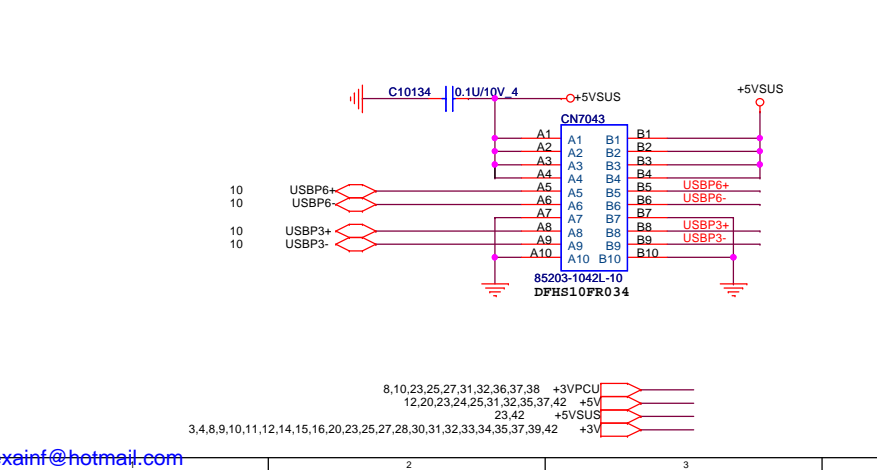 C10134 0.1U/10V_4 +5VSUS +5VSUS
CN7043
A1 A1 B1 B1
A2 A2 B2 B2
A3 A3 B3 B3
A4 A4 B4 B4
10 USBP6+ A5 A5 B5 B5 USBP6+
10 USBP6- A6 A6 B6 B6 USBP6-
A7 A7 B7 B7
10 USBP3+ A8 A8 B8 B8 USBP3+
10 USBP3- A9 A9 B9 B9 USBP3-
A10 A10 B10 B10
85203-1042L-10
DFHS10FR034
8,10,23,25,27,31,32,36,37,38 +3VPCU
12,20,23,24,25,31,32,35,37,42 +5V
23,42 +5VSUS
3,4,8,9,10,11,12,14,15,16,20,23,25,27,28,30,31,32,33,34,35,37,39,42 +3V
xainf@hotmail.com
2 3